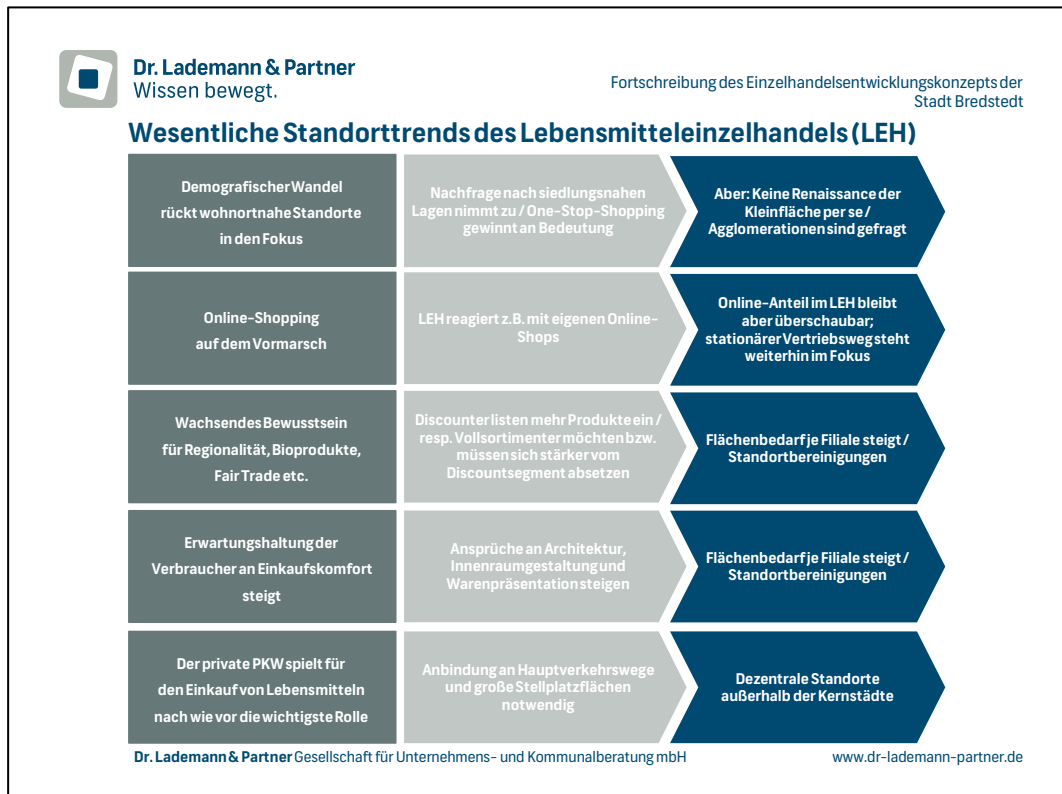 Dr. Lademann & Partner
Wissen bewegt.
Fortschreibung des Einzelhandelsentwicklungskonzepts der
Stadt Bredstedt
Wesentliche Standorttrends des Lebensmitteleinzelhandels (LEH)
Demografischer Wandel
rückt wohnortnahe Standorte
in den Fokus
Nachfrage nach siedlungsnahen
Lagen nimmt zu / One-Stop-Shopping
gewinnt an Bedeutung
Aber: Keine Renaissance der
Kleinfläche per se /
Agglomerationen sind gefragt
Online-Shopping
auf dem Vormarsch
LEH reagiert z.B. mit eigenen Online-
Shops
Online-Anteil im LEH bleibt
aber überschaubar;
stationärer Vertriebsweg steht
weiterhin im Fokus
Wachsendes Bewusstsein
für Regionalität, Bioprodukte,
Fair Trade etc.
Discounter listen mehr Produkte ein /
resp. Vollsortimenter möchten bzw.
müssen sich stärker vom
Discountsegment absetzen
Flächenbedarf je Filiale steigt /
Standortbereinigungen
Erwartungshaltung der
Verbraucher an Einkaufskomfort
steigt
Ansprüche an Architektur,
Innenraumgestaltung und
Warenpräsentation steigen
Flächenbedarf je Filiale steigt /
Standortbereinigungen
Der private PKW spielt für
den Einkauf von Lebensmitteln
nach wie vor die wichtigste Rolle
Anbindung an Hauptverkehrswege
und große Stellplatzflächen
notwendig
Dezentrale Standorte
außerhalb der Kernstädte
Dr. Lademann & Partner Gesellschaft für Unternehmens- und Kommunalberatung mbH
www.dr-lademann-partner.de